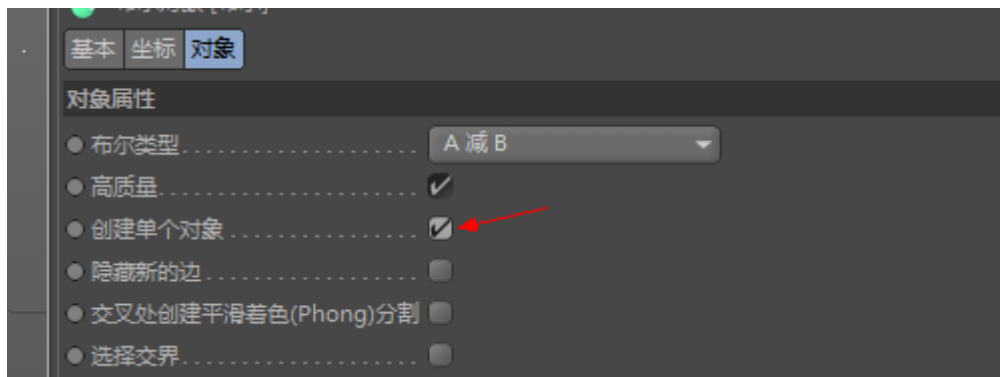 基本 坐标 对象
对象属性
布尔类型.................... A 减 B
高质量........................
创建单个对象.................
隐藏新的边...................
交叉处创建平滑着色(Phong)分割
选择交界.....................